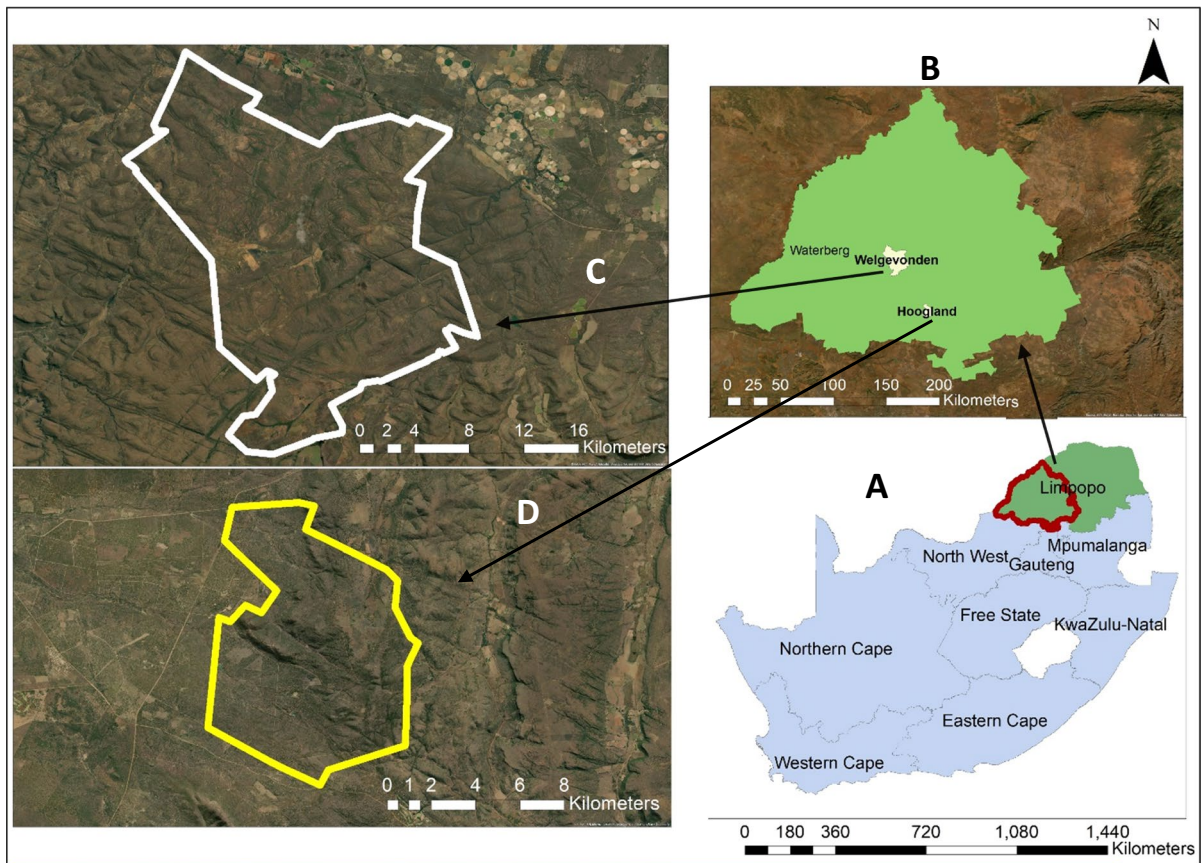 N
B
Waterberg
Welgevonden
Hoogland
0 25 50 100 150 200
Kilometers
C
0 2 4 8 12 16
Kilometers
D
0 1 2 4 6 8
Kilometers
A
Limpopo
Mpumalanga
North West
Gauteng
Free State
KwaZulu-Natal
Northern Cape
Eastern Cape
Western Cape
0 180 360 720 1,080 1,440
Kilometers